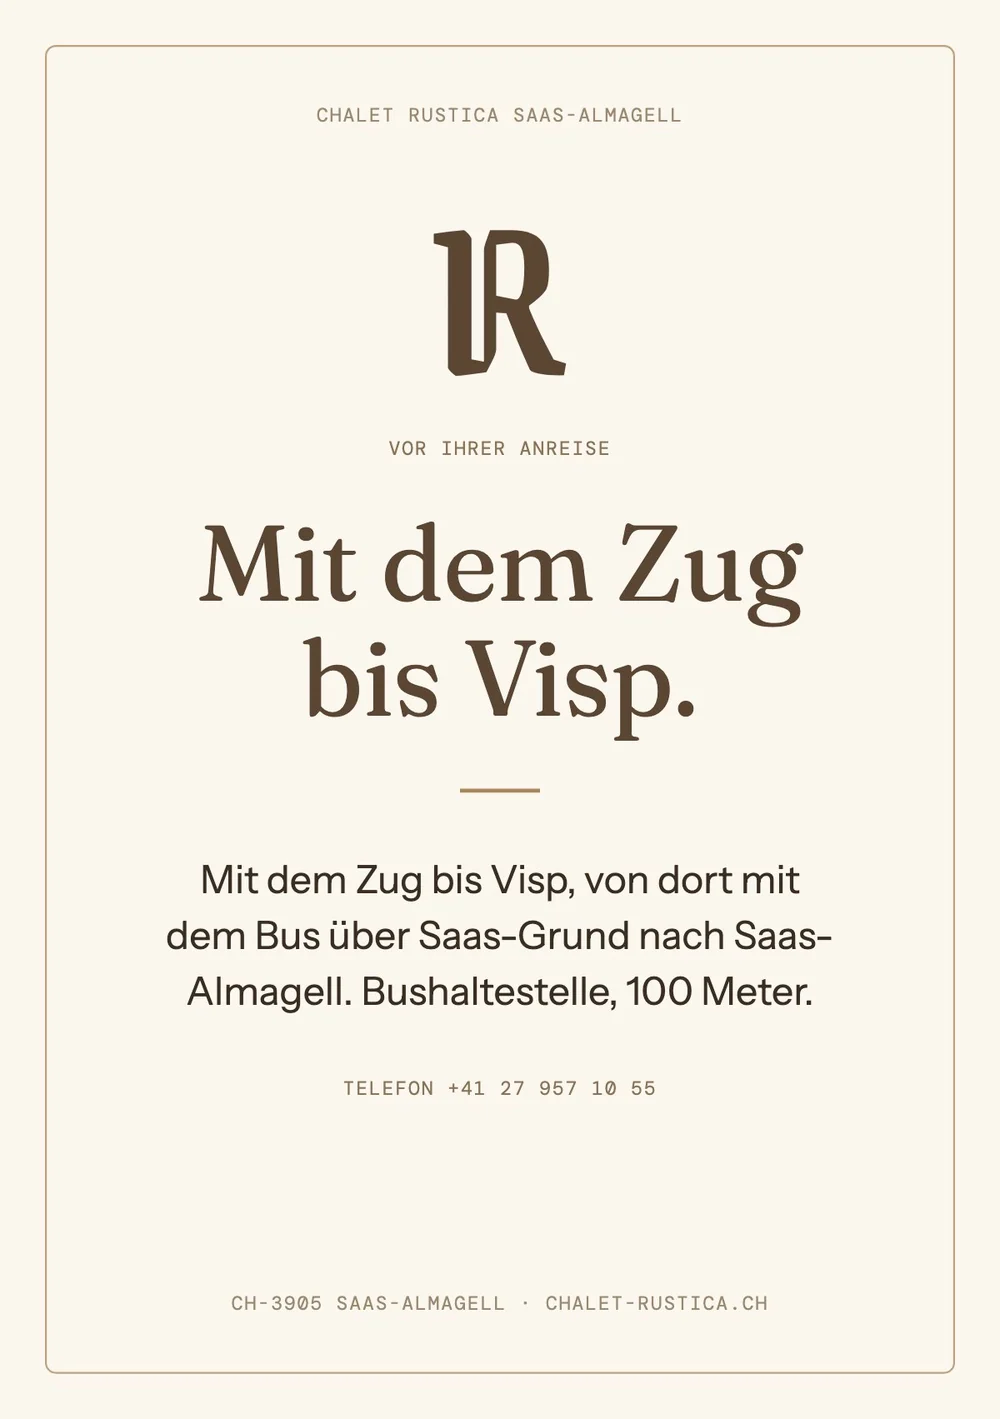 CHALET RUSTICA SAAS-ALMAGELL
R
VOR IHRER ANREISE
Mit dem Zug
bis Visp.
Mit dem Zug bis Visp, von dort mit
dem Bus über Saas-Grund nach Saas-
Almagell. Bushaltestelle, 100 Meter.
TELEFON +41 27 957 10 55
CH-3905 SAAS-ALMAGELL · CHALET-RUSTICA.CH